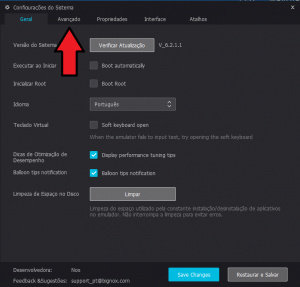 Configurações do Sistema
Geral Avançado Propriedades Interface Atalhos
Versão do Sistema Verificar Atualização V_6.2.1.1
Executar ao Iniciar Boot automatically
Inicializar Root Boot Root
Idioma Português
Teclado Virtual Soft keyboard open
When the emulator fails to input text, try opening the soft keyboard
Dicas de Otimização de Desempenho Display performance tuning tips
Balloon tips notification Balloon tips notification
Limpeza de Espaço no Disco Limpar
Limpeza do espaço utilizado pela constante instalação/desinstalação de aplicativos
no emulador. Não interrompa a limpeza para evitar erros.
Desenvolvedora: Nox
Feedback &Sugestões: support_pt@bignox.com
Save Changes Restaurar e Salvar